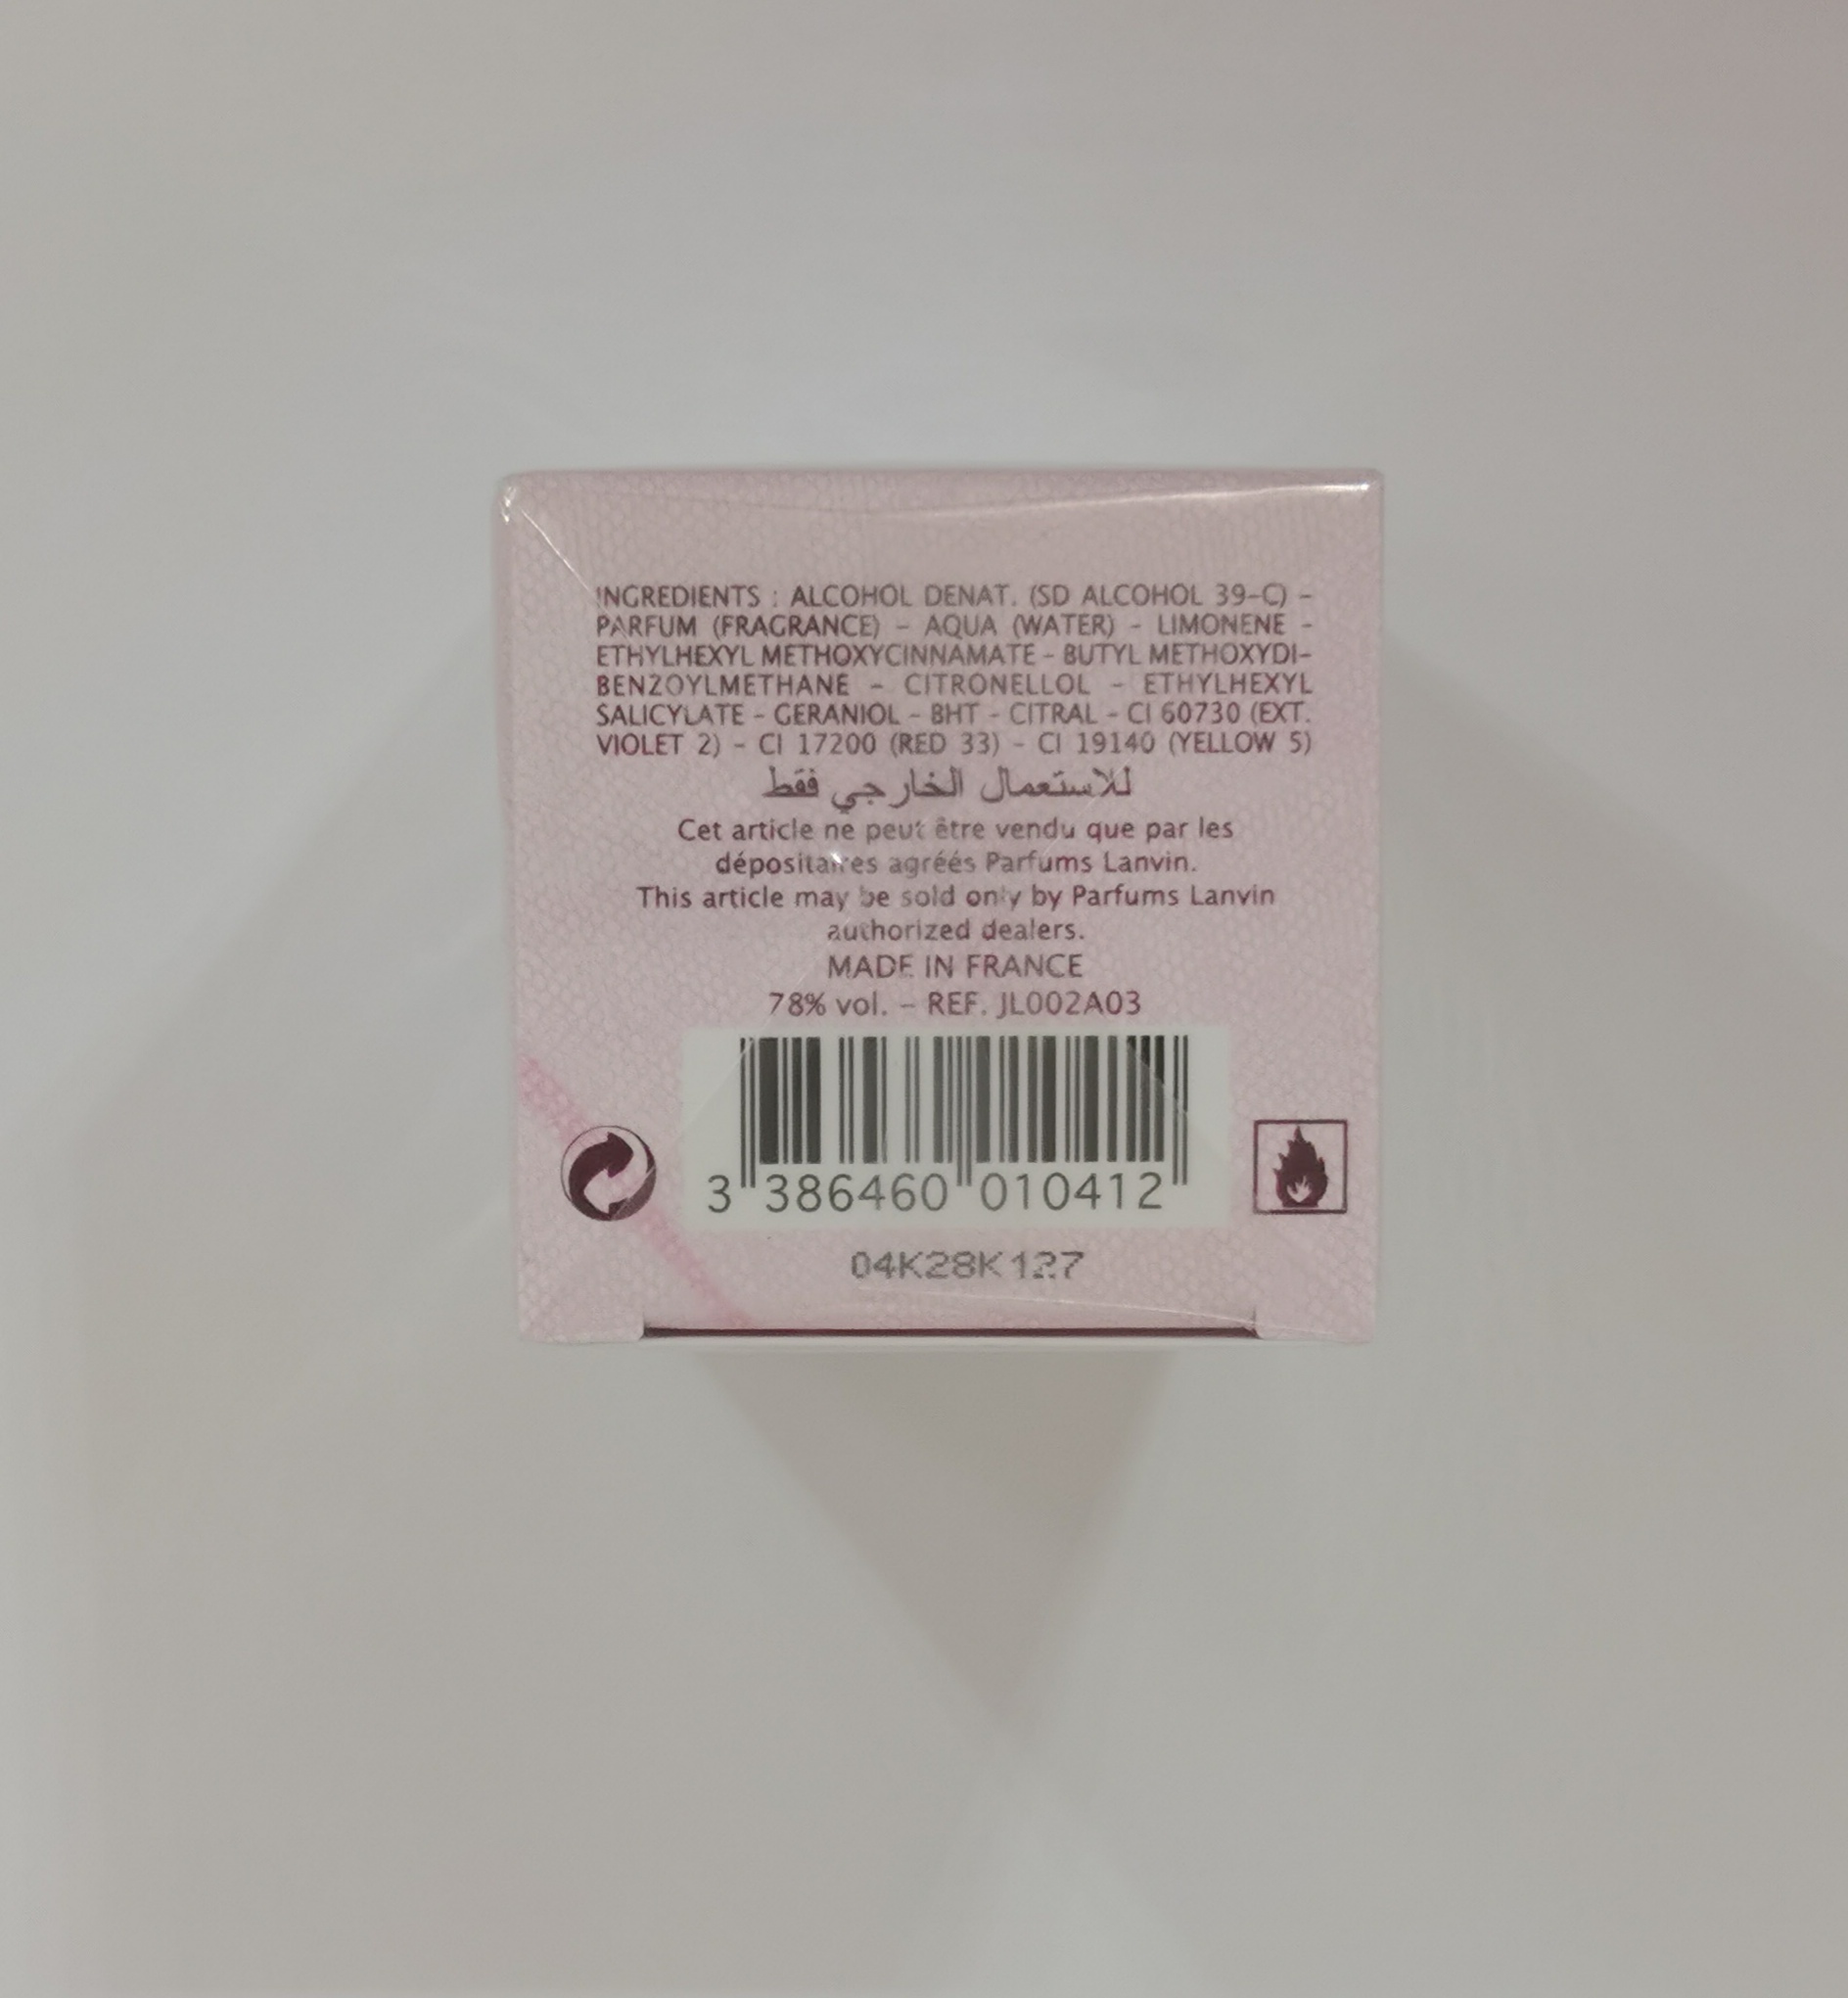 INGREDIENTS : ALCOHOL DENAT. (SD ALCOHOL 39-C) –
PARFUM (FRAGRANCE) – AQUA (WATER) – LIMONENE –
ETHYLHEXYL METHOXYCINNAMATE – BUTYL METHOXYDI-
BENZOYLMETHANE – CITRONELLOL – ETHYLHEXYL
SALICYLATE – GERANIOL – BHT – CITRAL – CI 60730 (EXT.
VIOLET 2) – CI 17200 (RED 33) – CI 19140 (YELLOW 5)
للاستعمال الخارجي فقط
Cet article ne peut être vendu que par les
dépositaires agréés Parfums Lanvin.
This article may be sold only by Parfums Lanvin
authorized dealers.
MADE IN FRANCE
78% vol. – REF. JL002A03
3 386460 010412
04K28K127